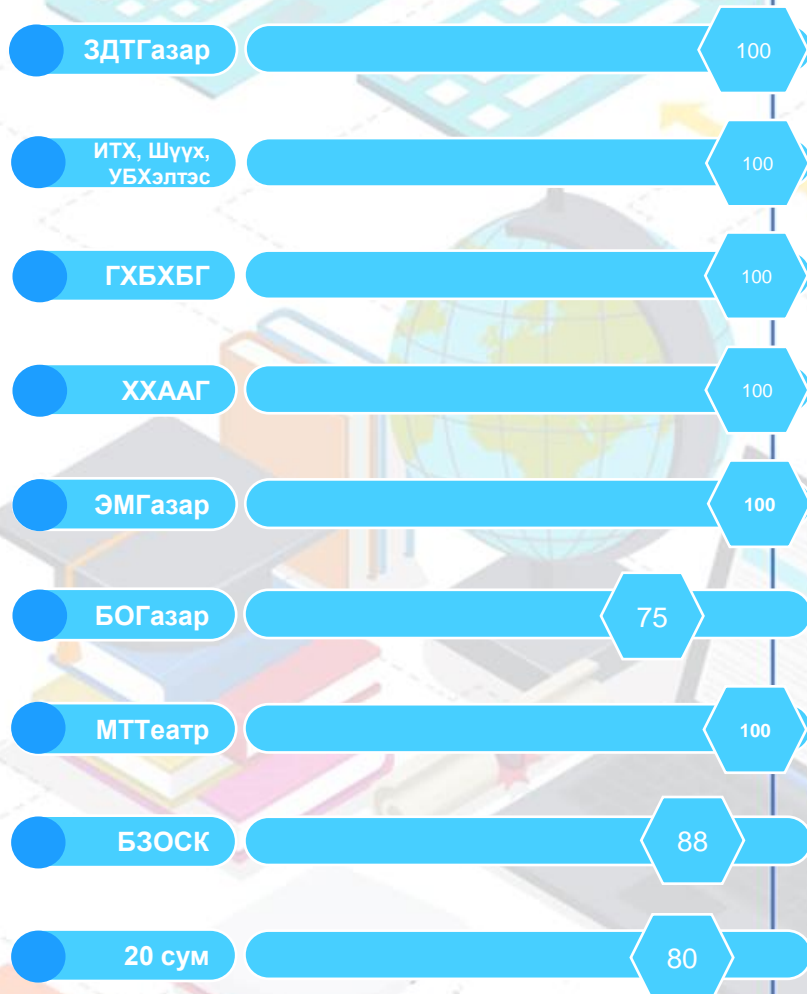 ЗДТГазар
100
ИТХ, Шүүх,
УБХэлтэс
100
ГХБХБГ
100
ХХААГ
100
ЭМГазар
100
БОГазар
75
МТТеатр
100
БЗОСК
88
20 сум
80